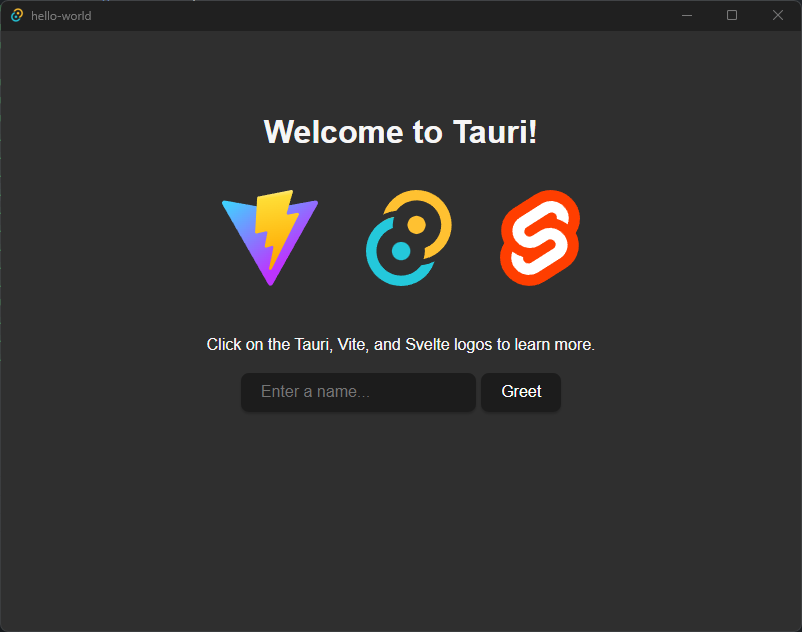 hello-world
Welcome to Tauri!
Click on the Tauri, Vite, and Svelte logos to learn more.
Enter a name...
Greet